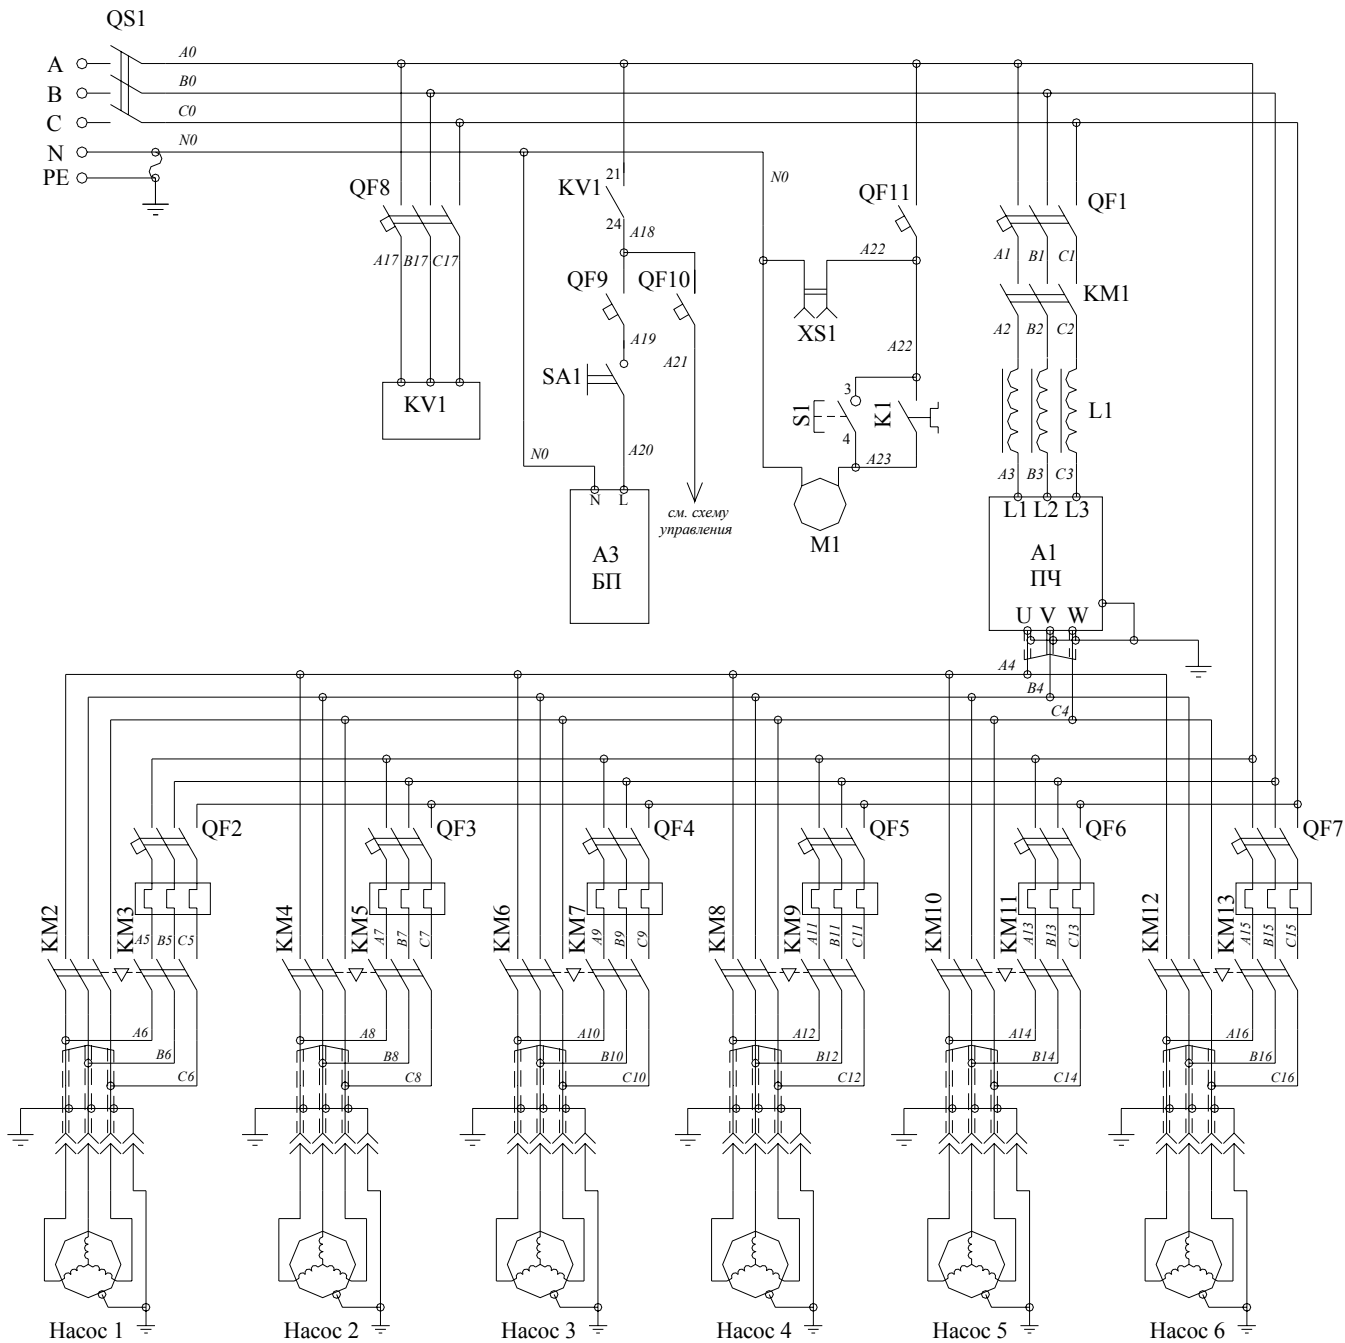 QS1
A
A0
B
B0
C
C0
N
N0
PE
QF8
KV1
21
24
A18
N0
QF11
QF1
A17
B17
C17
QF9
QF10
A22
A1
B1
C1
KM1
XS1
A2
B2
C2
A19
A21
A22
SA1
KV1
3
S1
4
K1
L1
N0
A20
A23
A3
B3
C3
N
L
см. схему
управления
L1
L2
L3
А3
БП
M1
А1
ПЧ
U
V
W
A4
B4
C4
QF2
QF3
QF4
QF5
QF6
QF7
KM2
KM3
A5
B5
C5
KM4
KM5
A7
B7
C7
KM6
KM7
A9
B9
C9
KM8
KM9
A11
B11
C11
KM10
KM11
A13
B13
C13
KM12
KM13
A15
B15
C15
A6
A8
A10
A12
A14
A16
B6
B8
B10
B12
B14
B16
C6
C8
C10
C12
C14
C16
Насос 1
Насос 2
Насос 3
Насос 4
Насос 5
Насос 6